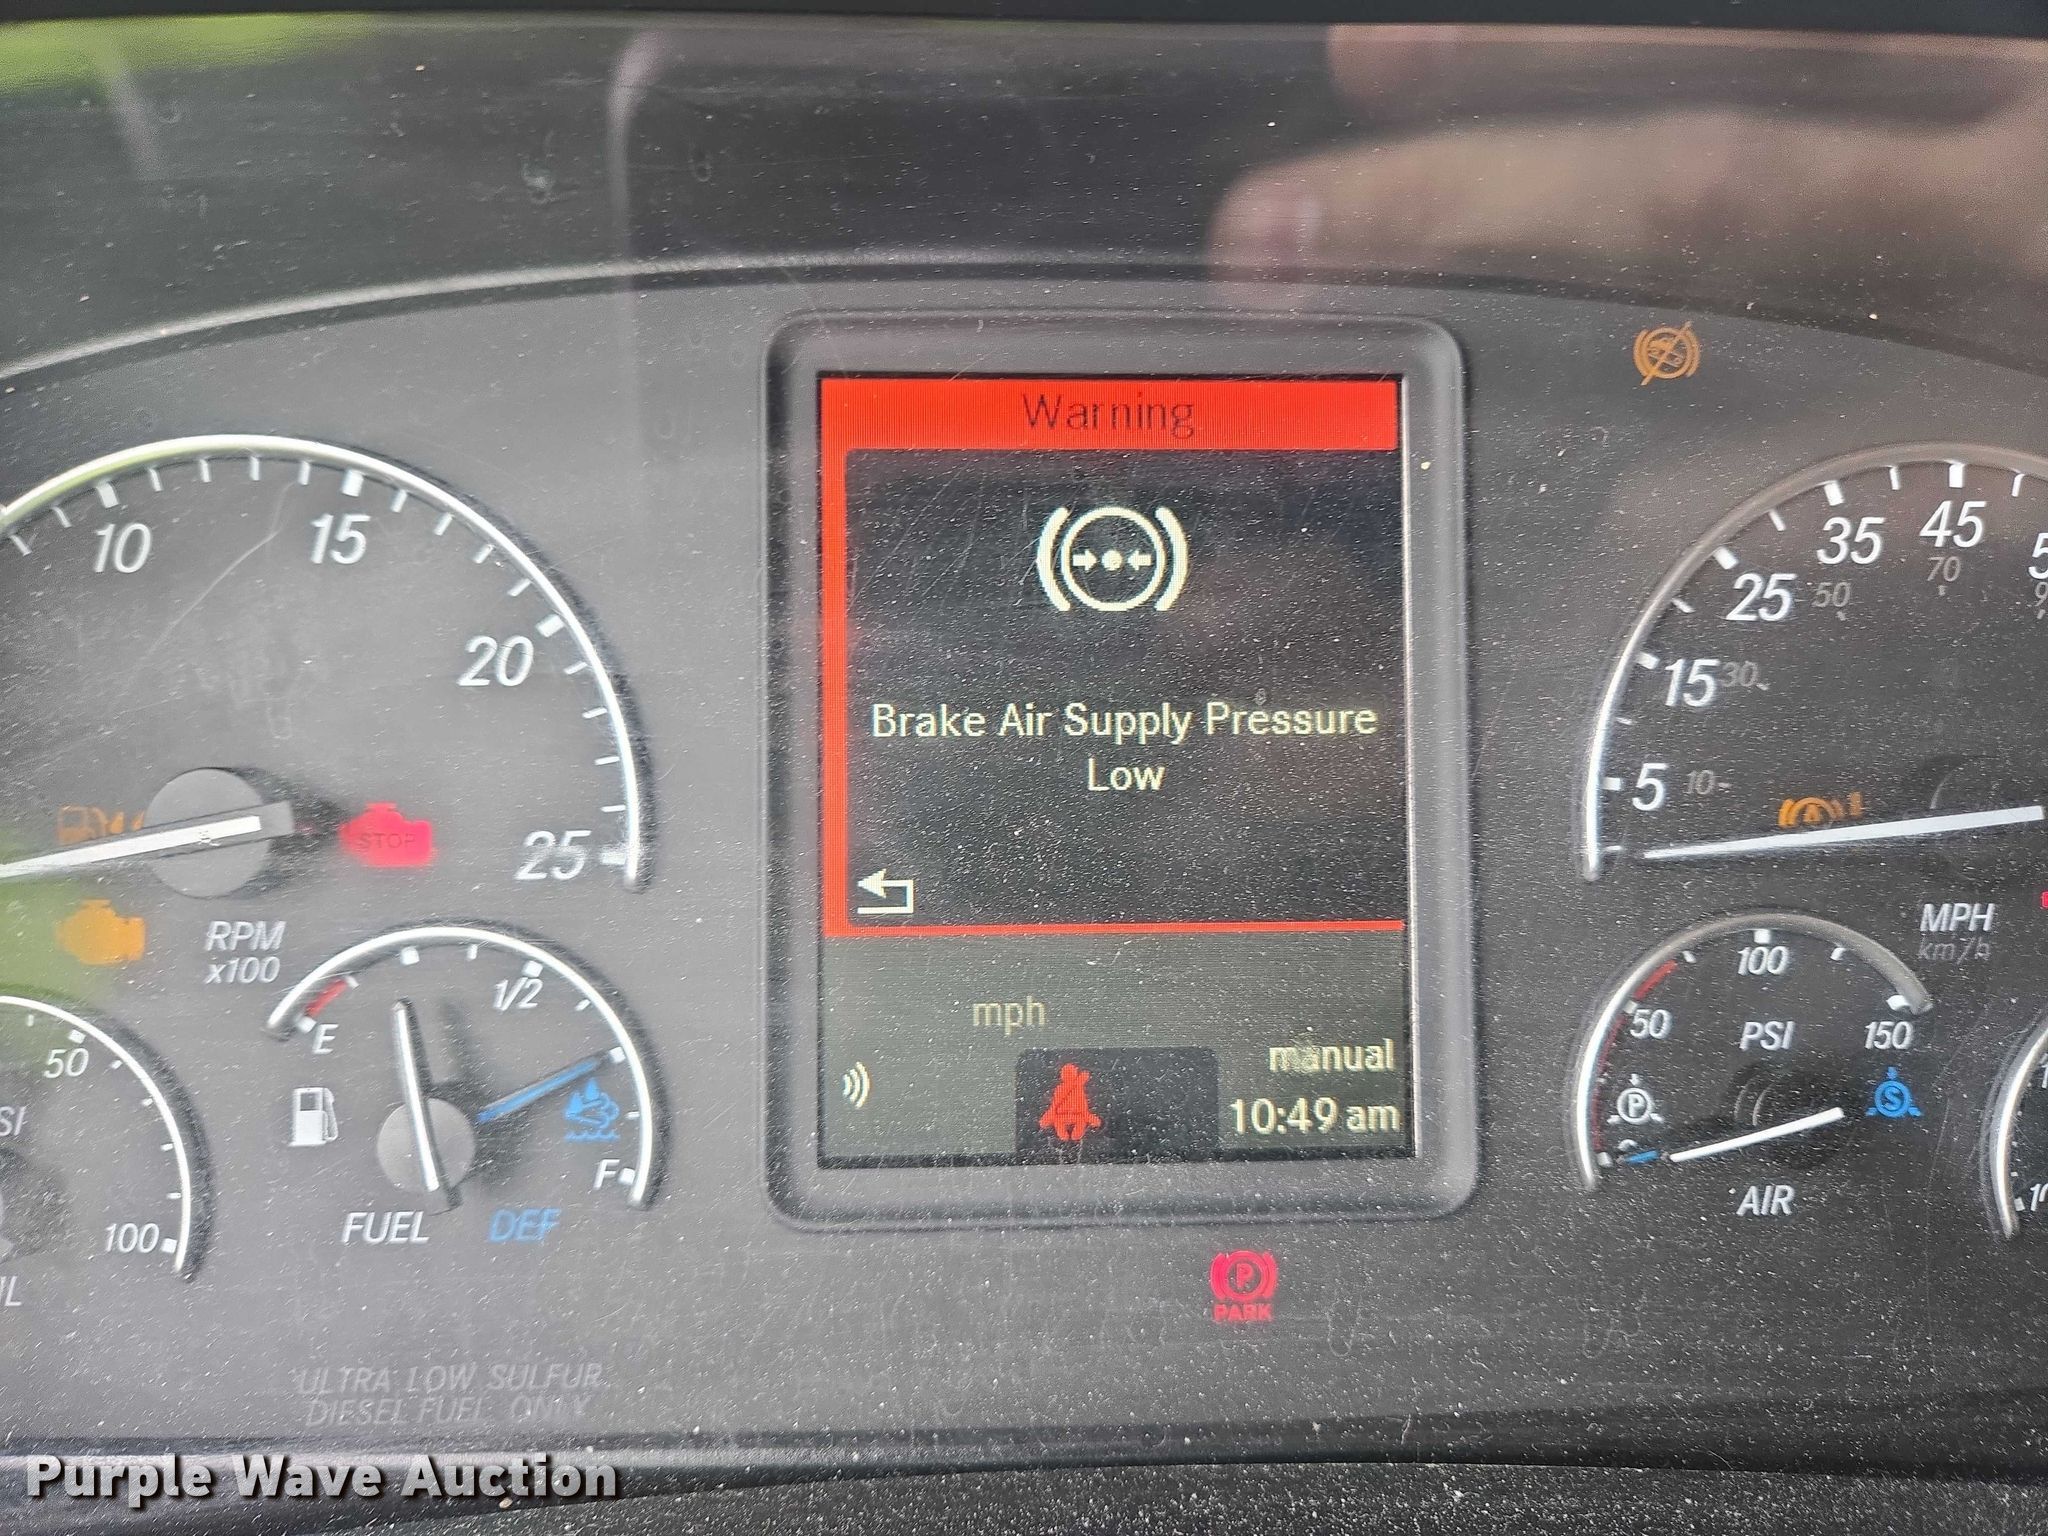 Warning
Brake Air Supply Pressure
Low
mph
manual
10:49 am
10
15
20
25
STOP
RPM
x100
E
1/2
F
FUEL
DEF
50
100
5
15
25
35
45
10
30
50
70
MPH
km/h
50
100
150
PSI
P
S
AIR
P
PARK
ULTRA LOW SULFUR
DIESEL FUEL ONLY
Purple Wave Auction